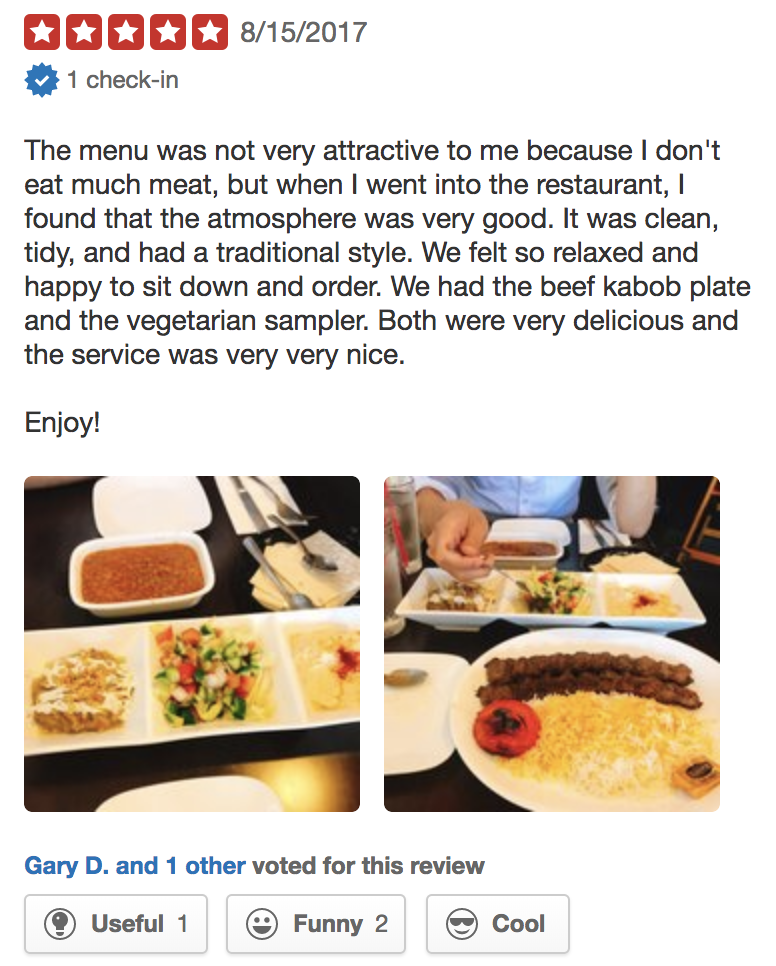 8/15/2017
1 check-in
The menu was not very attractive to me because I don't
eat much meat, but when I went into the restaurant, I
found that the atmosphere was very good. It was clean,
tidy, and had a traditional style. We felt so relaxed and
happy to sit down and order. We had the beef kabob plate
and the vegetarian sampler. Both were very delicious and
the service was very very nice.
Enjoy!
Gary D. and 1 other voted for this review
Useful 1 Funny 2 Cool